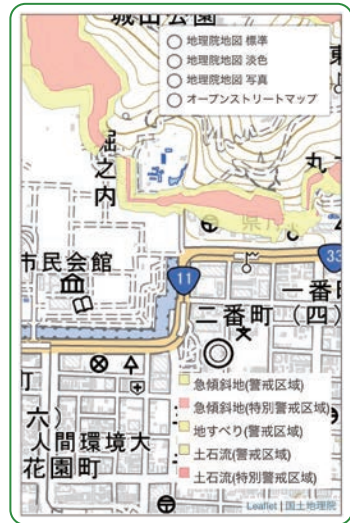 城山公園
地理院地図 標準
地理院地図 淡色
地理院地図 写真
オープンストリートマップ
東
堀之内
丸
県庁
市民会館
11
33
一番町
二番町(四)
町
六)
人間環境大
花園町
急傾斜地(警戒区域)
急傾斜地(特別警戒区域)
地すべり(警戒区域)
土石流(警戒区域)
土石流(特別警戒区域)
Leaflet | 国土地理院